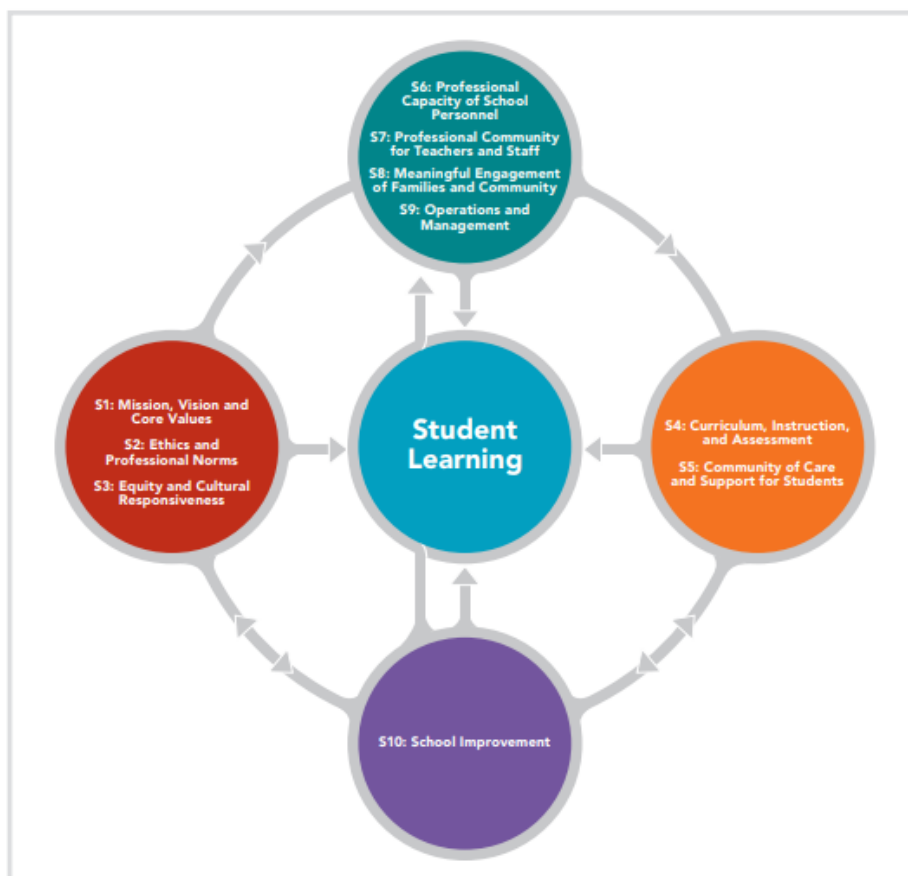 S6: Professional
Capacity of School
Personnel
S7: Professional Community
for Teachers and Staff
S8: Meaningful Engagement
of Families and Community
S9: Operations and
Management
S1: Mission, Vision and
Core Values
S2: Ethics and
Professional Norms
S3: Equity and Cultural
Responsiveness
Student
Learning
S4: Curriculum, Instruction,
and Assessment
S5: Community of Care
and Support for Students
S10: School Improvement